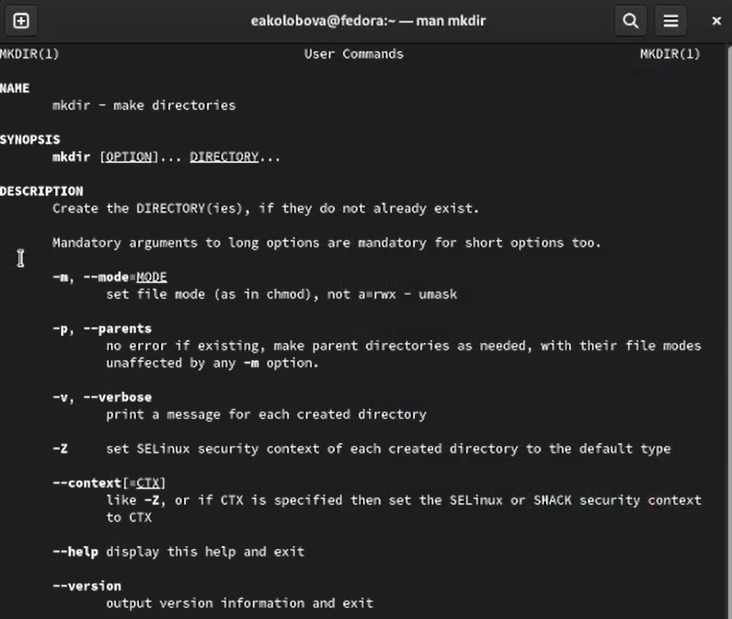 eakolobova@fedora:~ — man mkdir
MKDIR(1) User Commands MKDIR(1)
NAME
mkdir - make directories
SYNOPSIS
mkdir [OPTION]... DIRECTORY...
DESCRIPTION
Create the DIRECTORY(ies), if they do not already exist.
Mandatory arguments to long options are mandatory for short options too.
-m, --mode=MODE
set file mode (as in chmod), not a=rwx - umask
-p, --parents
no error if existing, make parent directories as needed, with their file modes
unaffected by any -m option.
-v, --verbose
print a message for each created directory
-Z set SELinux security context of each created directory to the default type
--context[=CTX]
like -Z, or if CTX is specified then set the SELinux or SMACK security context
to CTX
--help display this help and exit
--version
output version information and exit